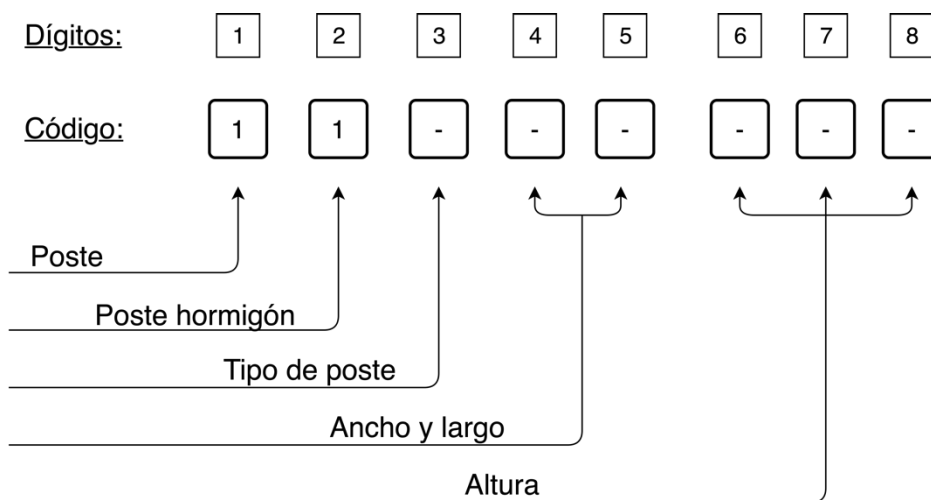 Dígitos: 1 2 3 4 5 6 7 8
Código: 1 1 - - - - - -
Poste
Poste hormigón
Tipo de poste
Ancho y largo
Altura